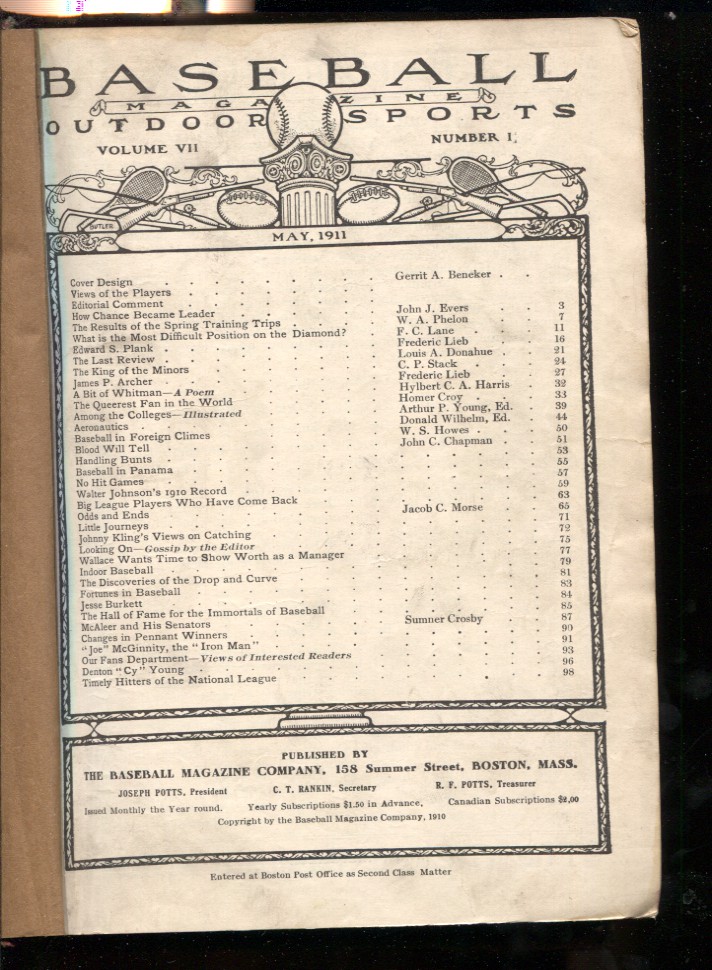 BASEBALL
MAGAZINE
OUTDOOR SPORTS
VOLUME VII NUMBER 1
BUTLER
MAY, 1911
Cover Design . . . . . . . Gerrit A. Beneker . .
Views of the Players . . . . . . .
Editorial Comment . . . . . . .
How Chance Became Leader . . . . . John J. Evers . . 3
The Results of the Spring Training Trips . . . W. A. Phelon . . 7
What is the Most Difficult Position on the Diamond? . F. C. Lane . . 11
Edward S. Plank . . . . . . . Frederic Lieb . . 16
The Last Review . . . . . . . Louis A. Donahue . . 21
The King of the Minors . . . . . . C. P. Stack . . 24
James P. Archer . . . . . . . Frederic Lieb . . 27
A Bit of Whitman—A Poem . . . . . Hylbert C. A. Harris . 32
The Queerest Fan in the World . . . . Homer Croy . . 33
Among the Colleges—Illustrated . . . . Arthur P. Young, Ed. . 39
Aeronautics . . . . . . . Donald Wilhelm, Ed. . 44
Baseball in Foreign Climes . . . . . W. S. Howes . . 50
Blood Will Tell . . . . . . . John C. Chapman . . 51
Handling Bunts . . . . . . . 53
Baseball in Panama . . . . . . . 55
No Hit Games . . . . . . . 57
Walter Johnson's 1910 Record . . . . . 59
Big League Players Who Have Come Back . . . 63
Odds and Ends . . . . . . . Jacob C. Morse . . 65
Little Journeys . . . . . . . 71
Johnny Kling's Views on Catching . . . . 72
Looking On—Gossip by the Editor . . . . 75
Wallace Wants Time to Show Worth as a Manager . . 77
Indoor Baseball . . . . . . . 79
The Discoveries of the Drop and Curve . . . . 81
Fortunes in Baseball . . . . . . 83
Jesse Burkett . . . . . . . 84
The Hall of Fame for the Immortals of Baseball . . . 85
McAleer and His Senators . . . . . Sumner Crosby . . 87
Changes in Pennant Winners . . . . . 90
"Joe" McGinnity, the "Iron Man" . . . . 91
Our Fans Department—Views of Interested Readers . . 93
Denton "Cy" Young . . . . . . 96
Timely Hitters of the National League . . . . 98
PUBLISHED BY
THE BASEBALL MAGAZINE COMPANY, 158 Summer Street, BOSTON, MASS.
JOSEPH POTTS, President C. T. RANKIN, Secretary R. F. POTTS, Treasurer
Issued Monthly the Year round. Yearly Subscriptions $1.50 in Advance. Canadian Subscriptions $2.00
Copyright by the Baseball Magazine Company, 1910
Entered at Boston Post Office as Second Class Matter